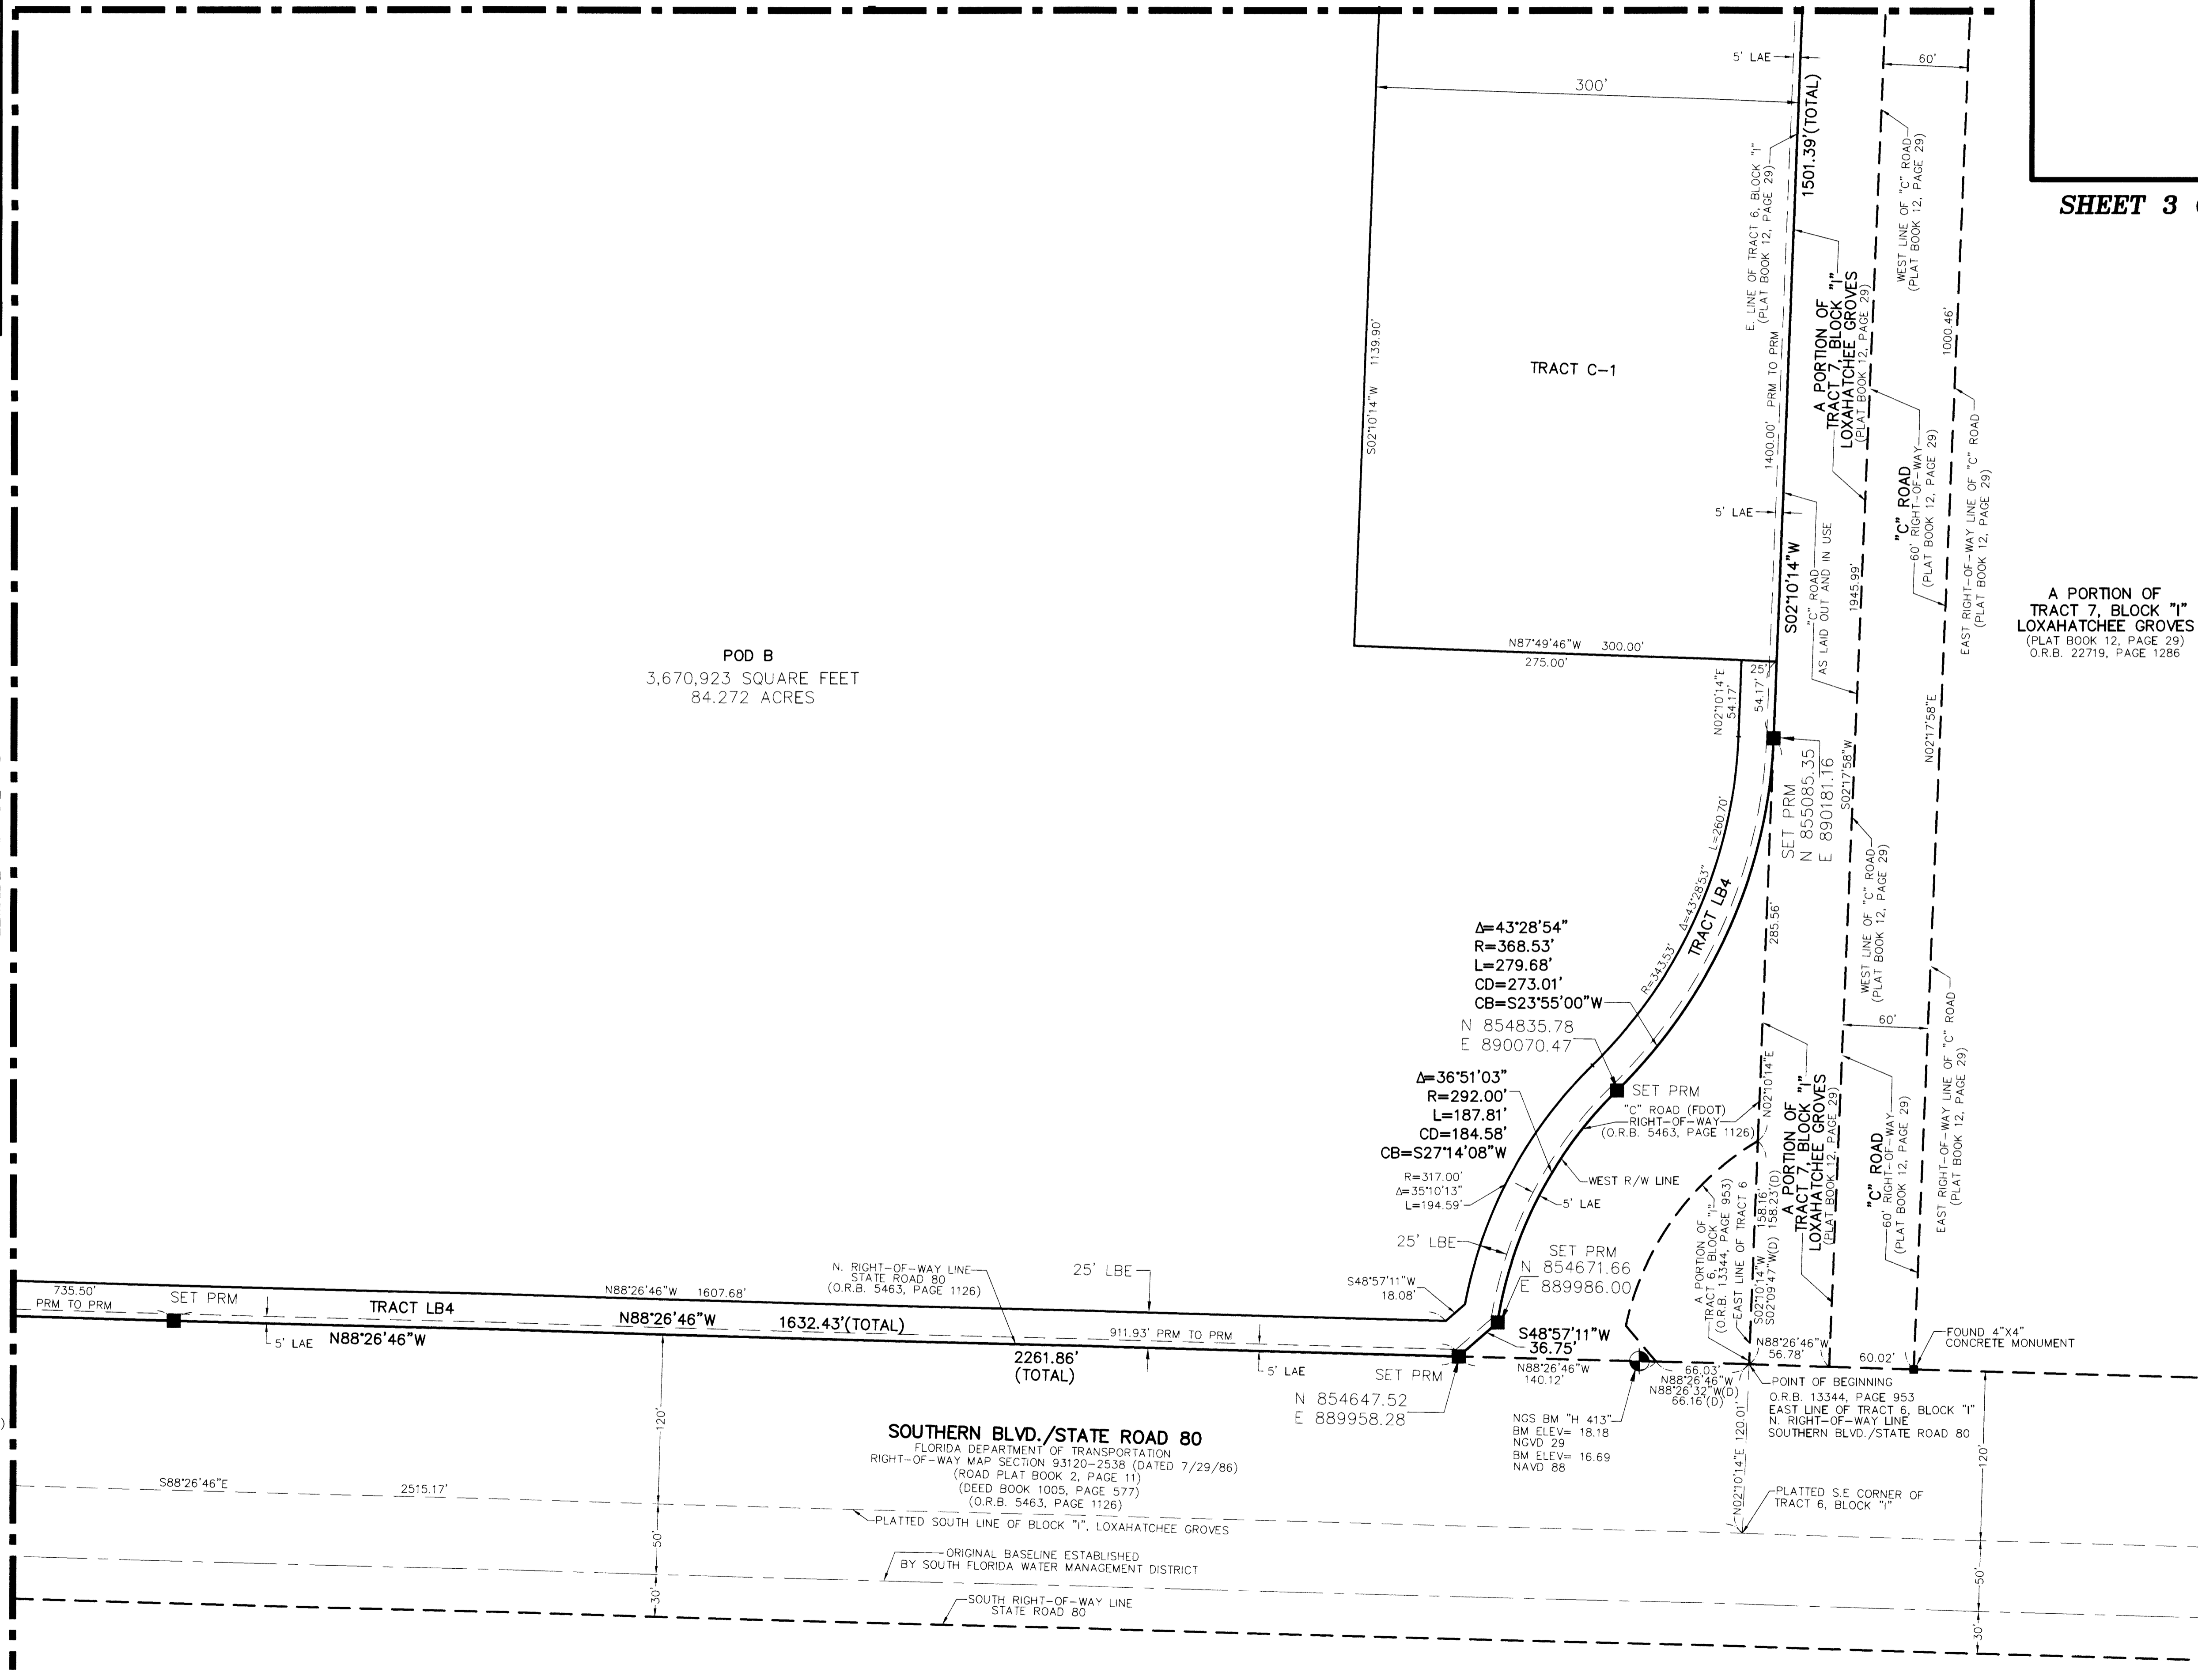 SHEET 3
5' LAE
60'
300'
1501.39'(TOTAL)
E. LINE OF TRACT 6, BLOCK "I"
(PLAT BOOK 12, PAGE 29)
WEST LINE OF "C" ROAD
(PLAT BOOK 12, PAGE 29)
A PORTION OF
TRACT 7, BLOCK "I"
LOXAHATCHEE GROVES
(PLAT BOOK 12, PAGE 29)
1000.46'
S02°10'14"W 1139.90'
TRACT C-1
1400.00' PRM TO PRM
"C" ROAD
60' RIGHT-OF-WAY
(PLAT BOOK 12, PAGE 29)
EAST RIGHT-OF-WAY LINE OF "C" ROAD
(PLAT BOOK 12, PAGE 29)
5' LAE
S02°10'14"W
"C" ROAD
AS LAID OUT AND IN USE
1945.99'
A PORTION OF
TRACT 7, BLOCK "I"
LOXAHATCHEE GROVES
(PLAT BOOK 12, PAGE 29)
O.R.B. 22719, PAGE 1286
POD B
3,670,923 SQUARE FEET
84.272 ACRES
N87°49'46"W 300.00'
275.00'
25'
N02°10'14"E
54.17'
54.17'
N02°17'58"E
S02°17'58"W
SET PRM
N 855085.35
E 890181.16
L=260.70'
Δ=43°28'53"
R=343.53'
TRACT LB4
285.56'
WEST LINE OF "C" ROAD
(PLAT BOOK 12, PAGE 29)
Δ=43°28'54"
R=368.53'
L=279.68'
CD=273.01'
CB=S23°55'00"W
N 854835.78
E 890070.47
60'
EAST RIGHT-OF-WAY LINE OF "C" ROAD
(PLAT BOOK 12, PAGE 29)
Δ=36°51'03"
R=292.00'
L=187.81'
CD=184.58'
CB=S27°14'08"W
SET PRM
"C" ROAD (FDOT)
RIGHT-OF-WAY
(O.R.B. 5463, PAGE 1126)
N02°10'14"E
A PORTION OF
TRACT 7, BLOCK "I"
LOXAHATCHEE GROVES
(PLAT BOOK 12, PAGE 29)
"C" ROAD
60' RIGHT-OF-WAY
(PLAT BOOK 12, PAGE 29)
R=317.00'
Δ=35°10'13"
L=194.59'
WEST R/W LINE
5' LAE
A PORTION OF
TRACT 6, BLOCK "I"
(O.R.B. 13344, PAGE 953)
EAST LINE OF TRACT 6
S02°10'14"W 158.16'
S02°09'47"W(D) 158.23'(D)
25' LBE
SET PRM
N 854671.66
E 889986.00
S48°57'11"W
18.08'
N. RIGHT-OF-WAY LINE
STATE ROAD 80
(O.R.B. 5463, PAGE 1126)
25' LBE
735.50'
PRM TO PRM
SET PRM
TRACT LB4
N88°26'46"W 1607.68'
N88°26'46"W
1632.43'(TOTAL)
911.93' PRM TO PRM
5' LAE
N88°26'46"W
2261.86'
(TOTAL)
5' LAE
SET PRM
N 854647.52
E 889958.28
S48°57'11"W
36.75'
N88°26'46"W
140.12'
66.03'
N88°26'46"W
N88°26'32"W(D)
66.16'(D)
N88°26'46"W
56.78'
60.02'
FOUND 4"X4"
CONCRETE MONUMENT
POINT OF BEGINNING
O.R.B. 13344, PAGE 953
EAST LINE OF TRACT 6, BLOCK "I"
N. RIGHT-OF-WAY LINE
SOUTHERN BLVD./STATE ROAD 80
NGS BM "H 413"
BM ELEV= 18.18
NGVD 29
BM ELEV= 16.69
NAVD 88
120'
SOUTHERN BLVD./STATE ROAD 80
FLORIDA DEPARTMENT OF TRANSPORTATION
RIGHT-OF-WAY MAP SECTION 93120-2538 (DATED 7/29/86)
(ROAD PLAT BOOK 2, PAGE 11)
(DEED BOOK 1005, PAGE 577)
(O.R.B. 5463, PAGE 1126)
N02°10'14"E 120.01'
120'
S88°26'46"E 2515.17'
PLATTED SOUTH LINE OF BLOCK "I", LOXAHATCHEE GROVES
PLATTED S.E CORNER OF
TRACT 6, BLOCK "I"
50'
ORIGINAL BASELINE ESTABLISHED
BY SOUTH FLORIDA WATER MANAGEMENT DISTRICT
50'
30'
SOUTH RIGHT-OF-WAY LINE
STATE ROAD 80
30'